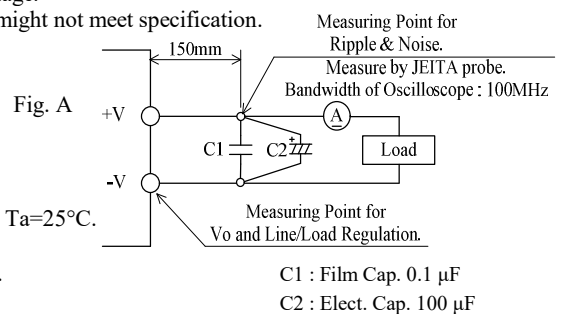 might not meet specification.
Measuring Point for
Ripple & Noise.
150mm
Measure by JEITA probe.
Bandwidth of Oscilloscope : 100MHz
Fig. A
+V
A
C1
C2
+
Load
-V
Measuring Point for
Ta=25°C.
Vo and Line/Load Regulation.
C1 : Film Cap. 0.1 µF
C2 : Elect. Cap. 100 µF